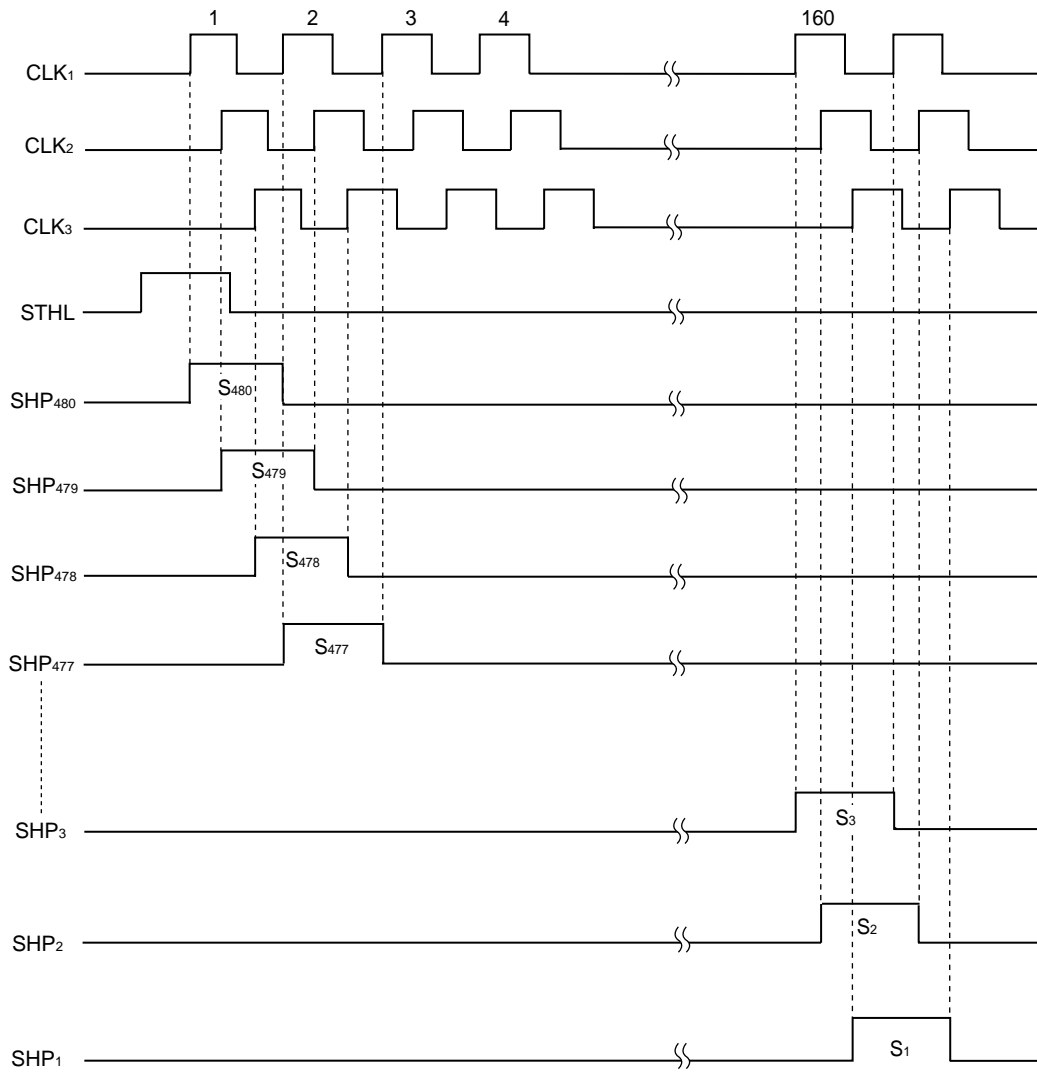 1 2 3 4 160
CLK1
CLK2
CLK3
STHL
SHP480 S480
SHP479 S479
SHP478 S478
SHP477 S477
SHP3 S3
SHP2 S2
SHP1 S1